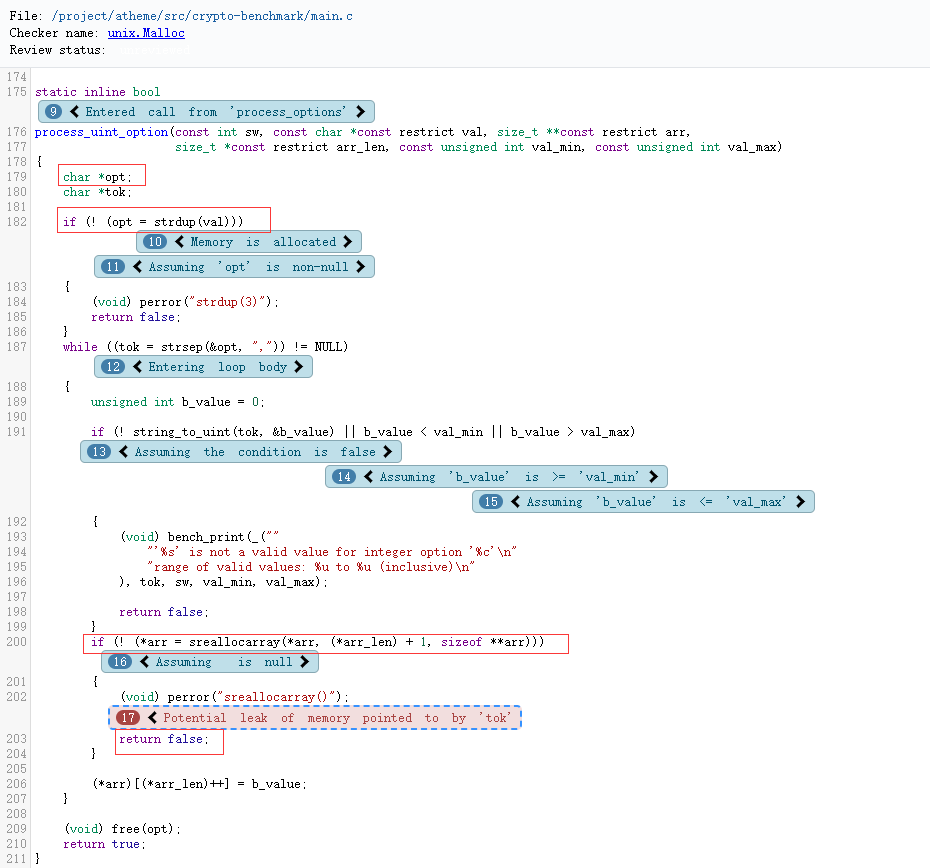 File: /project/atheme/src/crypto-benchmark/main.c
Checker name: unix.Malloc
Review status:
174
175 static inline bool
9 Entered call from 'process_options'
176 process_uint_option(const int sw, const char *const restrict val, size_t **const restrict arr,
177 size_t *const restrict arr_len, const unsigned int val_min, const unsigned int val_max)
178 {
179 char *opt;
180 char *tok;
181
182 if (! (opt = strdup(val)))
10 Memory is allocated
11 Assuming 'opt' is non-null
183 {
184 (void) perror("strdup(3)");
185 return false;
186 }
187 while ((tok = strsep(&opt, ",")) != NULL)
12 Entering loop body
188 {
189 unsigned int b_value = 0;
190
191 if (! string_to_uint(tok, &b_value) || b_value < val_min || b_value > val_max)
13 Assuming the condition is false
14 Assuming 'b_value' is >= 'val_min'
15 Assuming 'b_value' is <= 'val_max'
192 {
193 (void) bench_print(_(""
194 "'%s' is not a valid value for integer option '%c'\n"
195 "range of valid values: %u to %u (inclusive)\n"
196 ), tok, sw, val_min, val_max);
197
198 return false;
199 }
200 if (! (*arr = sreallocarray(*arr, (*arr_len) + 1, sizeof **arr)))
16 Assuming is null
201 {
202 (void) perror("sreallocarray()");
17 Potential leak of memory pointed to by 'tok'
203 return false;
204 }
205
206 (*arr)[(*arr_len)++] = b_value;
207 }
208
209 (void) free(opt);
210 return true;
211 }